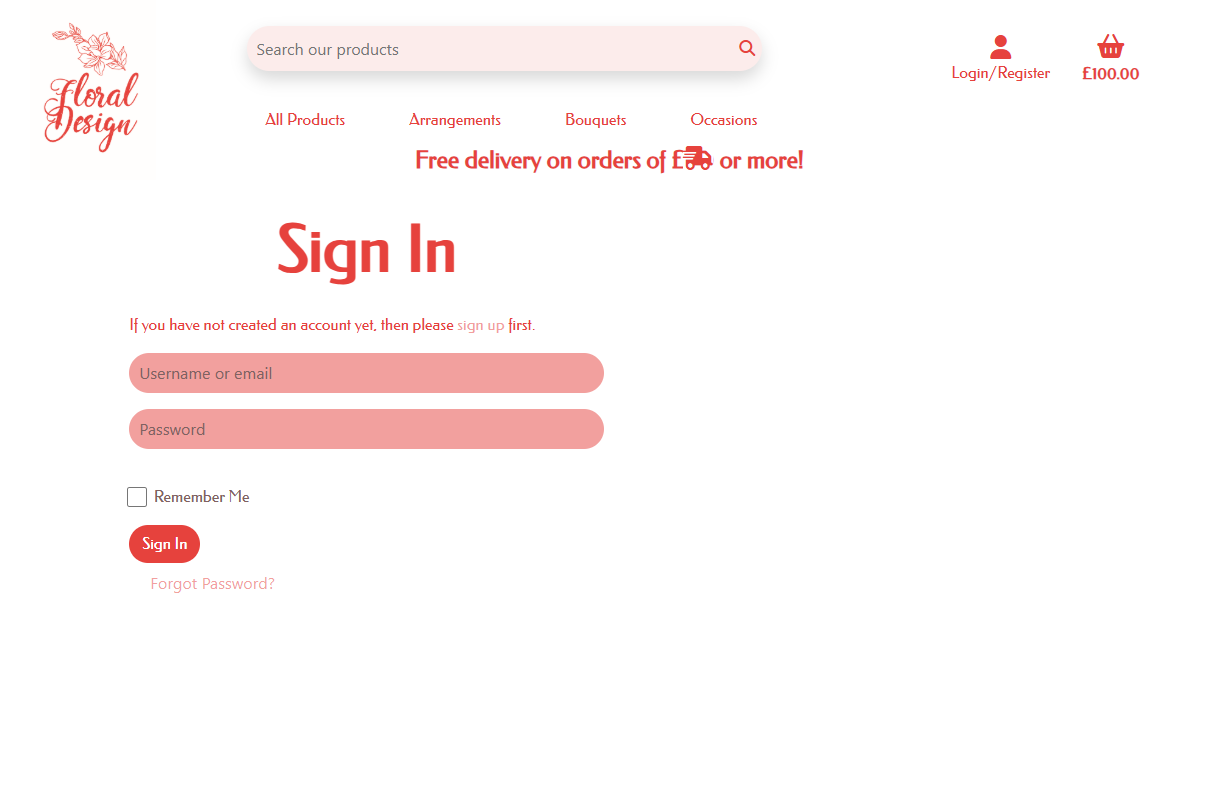 Floral
Design
Search our products
Login/Register
£100.00
All Products
Arrangements
Bouquets
Occasions
Free delivery on orders of £ or more!
Sign In
If you have not created an account yet, then please sign up first.
Username or email
Password
Remember Me
Sign In
Forgot Password?